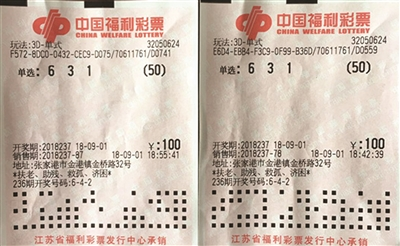 中国福利彩票
CHINA WELFARE LOTTERY
玩法:3D-单式 32050624
F572-8DC0-0432-CEC9-D075/70611761/D0741
单选:6 3 1 (50)
开奖期:2018237 18-09-01 ¥:100
销售期:2018237-87 18-09-01 18:55:41
地址:张家港市金港镇金桥路32号
*扶老、助残、救孤、济困*
236期开奖号码:6-4-2
江苏省福利彩票发行中心承销
中国福利彩票
CHINA WELFARE LOTTERY
玩法:3D-单式 32050624
E6D4-EBB4-F3C9-0F99-B36D/70611761/D0559
单选:6 3 1 (50)
开奖期:2018237 18-09-01 ¥:100
销售期:2018237-78 18-09-01 18:42:39
地址:张家港市金港镇金桥路32号
*扶老、助残、救孤、济困*
236期开奖号码:6-4-2
江苏省福利彩票发行中心承销